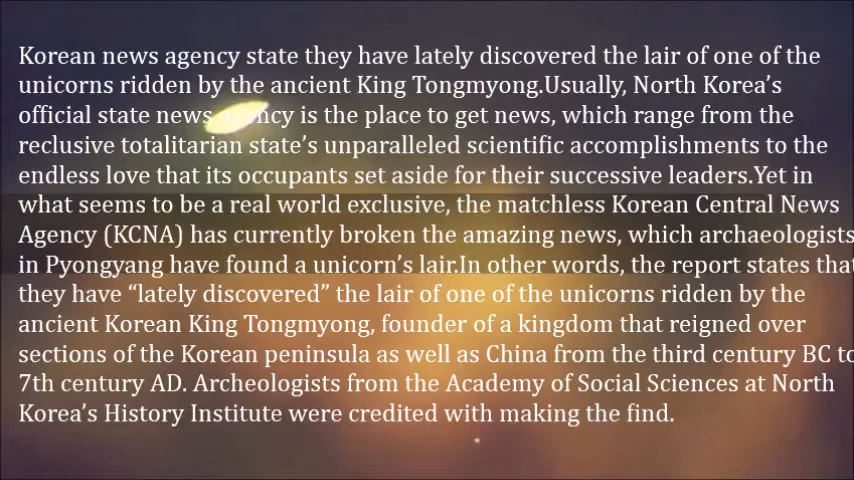 Korean news agency state they have lately discovered the lair of one of the
unicorns ridden by the ancient King Tongmyong.Usually, North Korea’s
official state news agency is the place to get news, which range from the
reclusive totalitarian state’s unparalleled scientific accomplishments to the
endless love that its occupants set aside for their successive leaders.Yet in
what seems to be a real world exclusive, the matchless Korean Central News
Agency (KCNA) has currently broken the amazing news, which archaeologists
in Pyongyang have found a unicorn’s lair.In other words, the report states that
they have “lately discovered” the lair of one of the unicorns ridden by the
ancient Korean King Tongmyong, founder of a kingdom that reigned over
sections of the Korean peninsula as well as China from the third century BC to
7th century AD. Archeologists from the Academy of Social Sciences at North
Korea’s History Institute were credited with making the find.